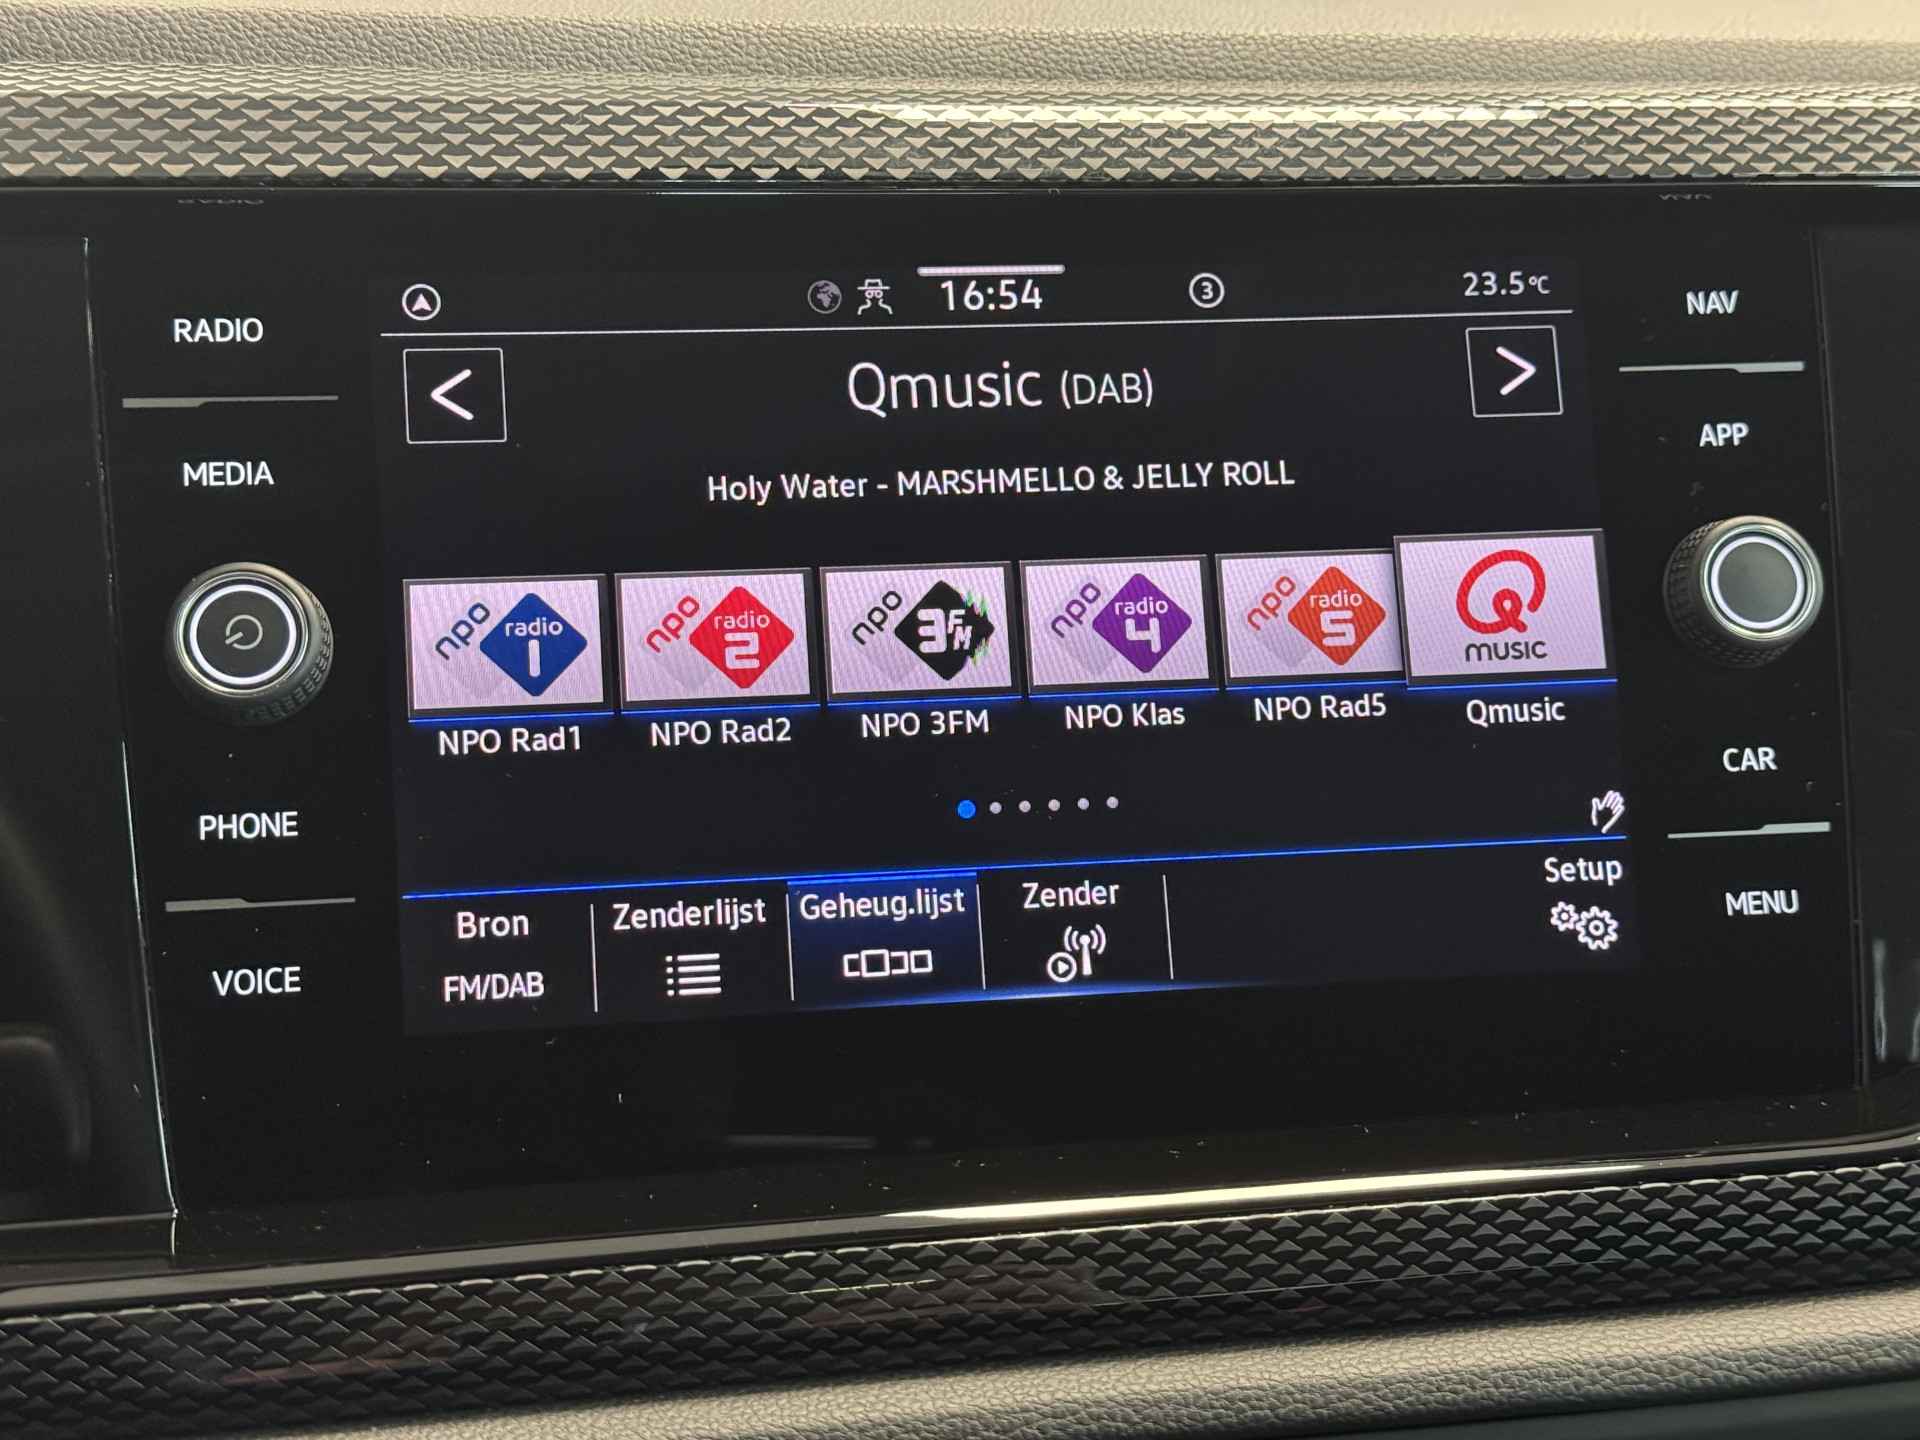 RADIO
MEDIA
PHONE
VOICE
16:54
3
23.5°C
<
Qmusic (DAB)
>
Holy Water - MARSHMELLO & JELLY ROLL
npo radio 1
npo radio 2
npo 3FM
npo radio 4
npo radio 5
Q MUSIC
NPO Rad1
NPO Rad2
NPO 3FM
NPO Klas
NPO Rad5
Qmusic
Bron
FM/DAB
Zenderlijst
Geheug.lijst
Zender
Setup
NAV
APP
CAR
MENU